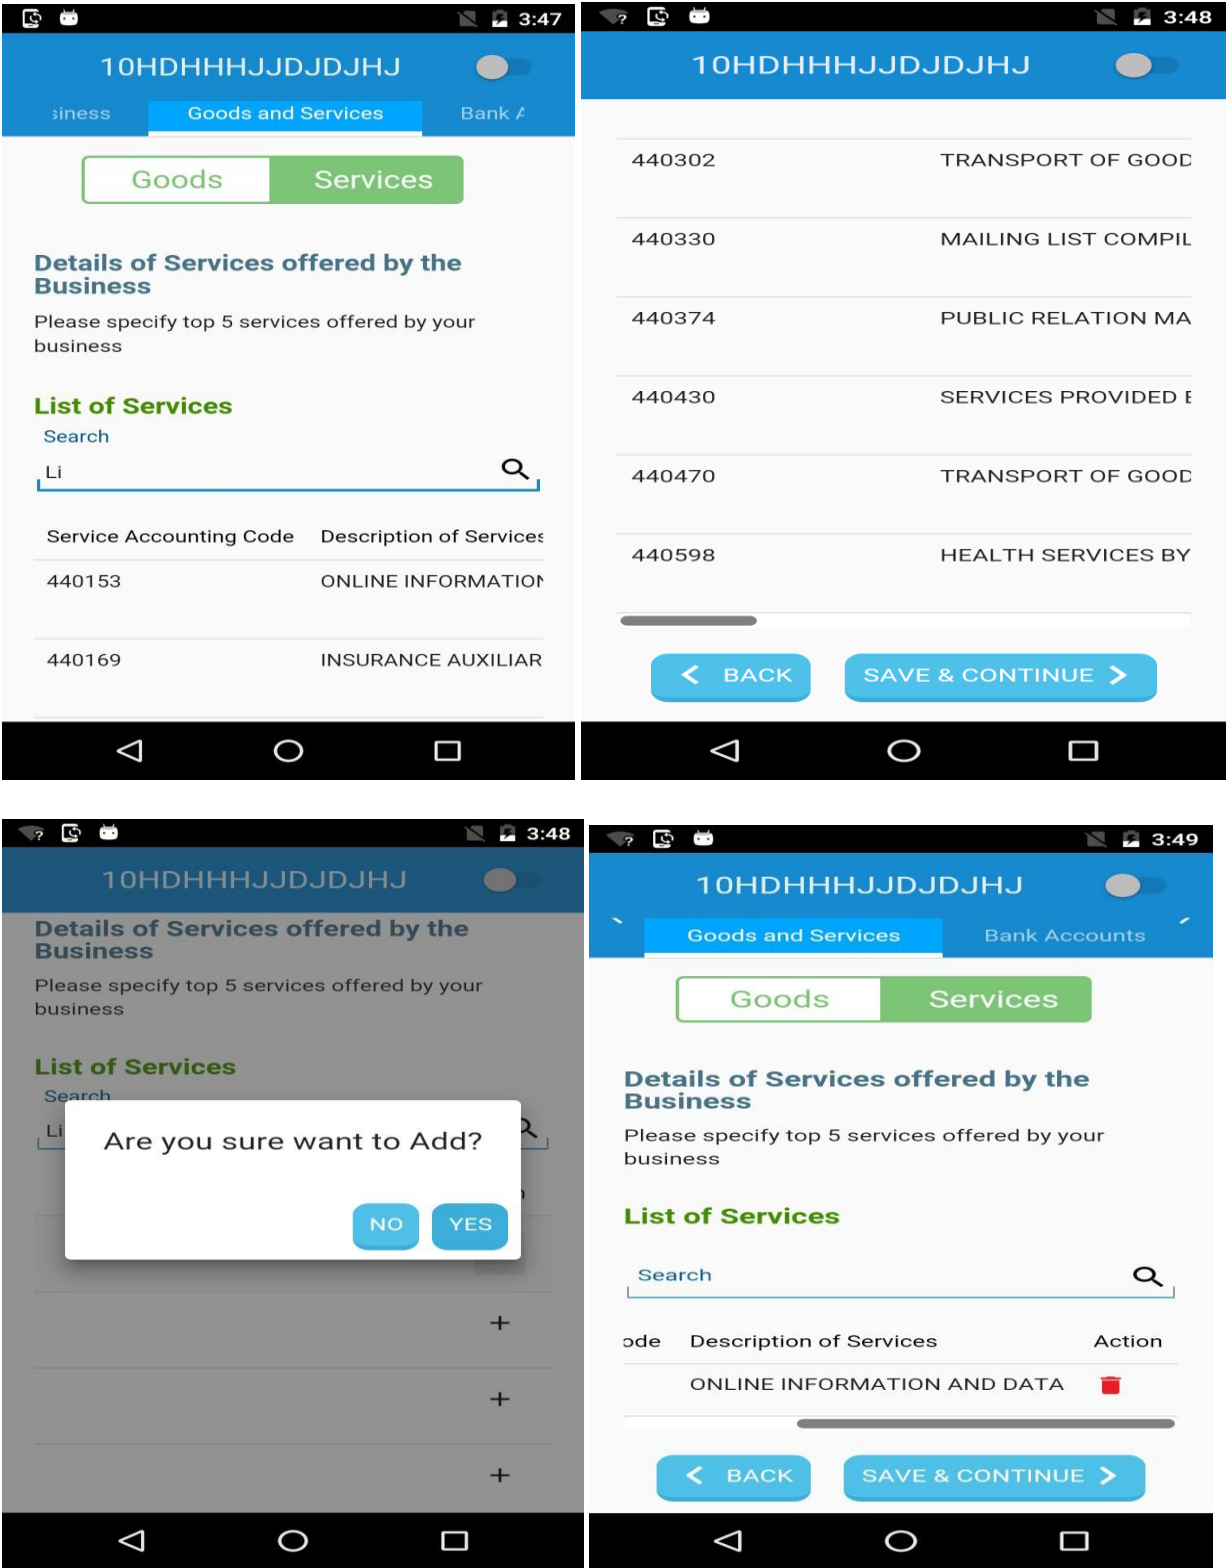 3:47
10HDHHHJJDJDJHJ
siness Goods and Services Bank A
Goods Services
Details of Services offered by the
Business
Please specify top 5 services offered by your
business
List of Services
Search
Li
Service Accounting Code Description of Services
440153 ONLINE INFORMATION
440169 INSURANCE AUXILIAR
3:48
10HDHHHJJDJDJHJ
440302 TRANSPORT OF GOOD
440330 MAILING LIST COMPIL
440374 PUBLIC RELATION MA
440430 SERVICES PROVIDED
440470 TRANSPORT OF GOOD
440598 HEALTH SERVICES BY
BACK SAVE & CONTINUE
3:48
10HDHHHJJDJDJHJ
Details of Services offered by the
Business
Please specify top 5 services offered by your
business
List of Services
Search
Li
Are you sure want to Add?
NO YES
3:49
10HDHHHJJDJDJHJ
Goods and Services Bank Accounts
Goods Services
Details of Services offered by the
Business
Please specify top 5 services offered by your
business
List of Services
Search
ode Description of Services Action
ONLINE INFORMATION AND DATA
BACK SAVE & CONTINUE